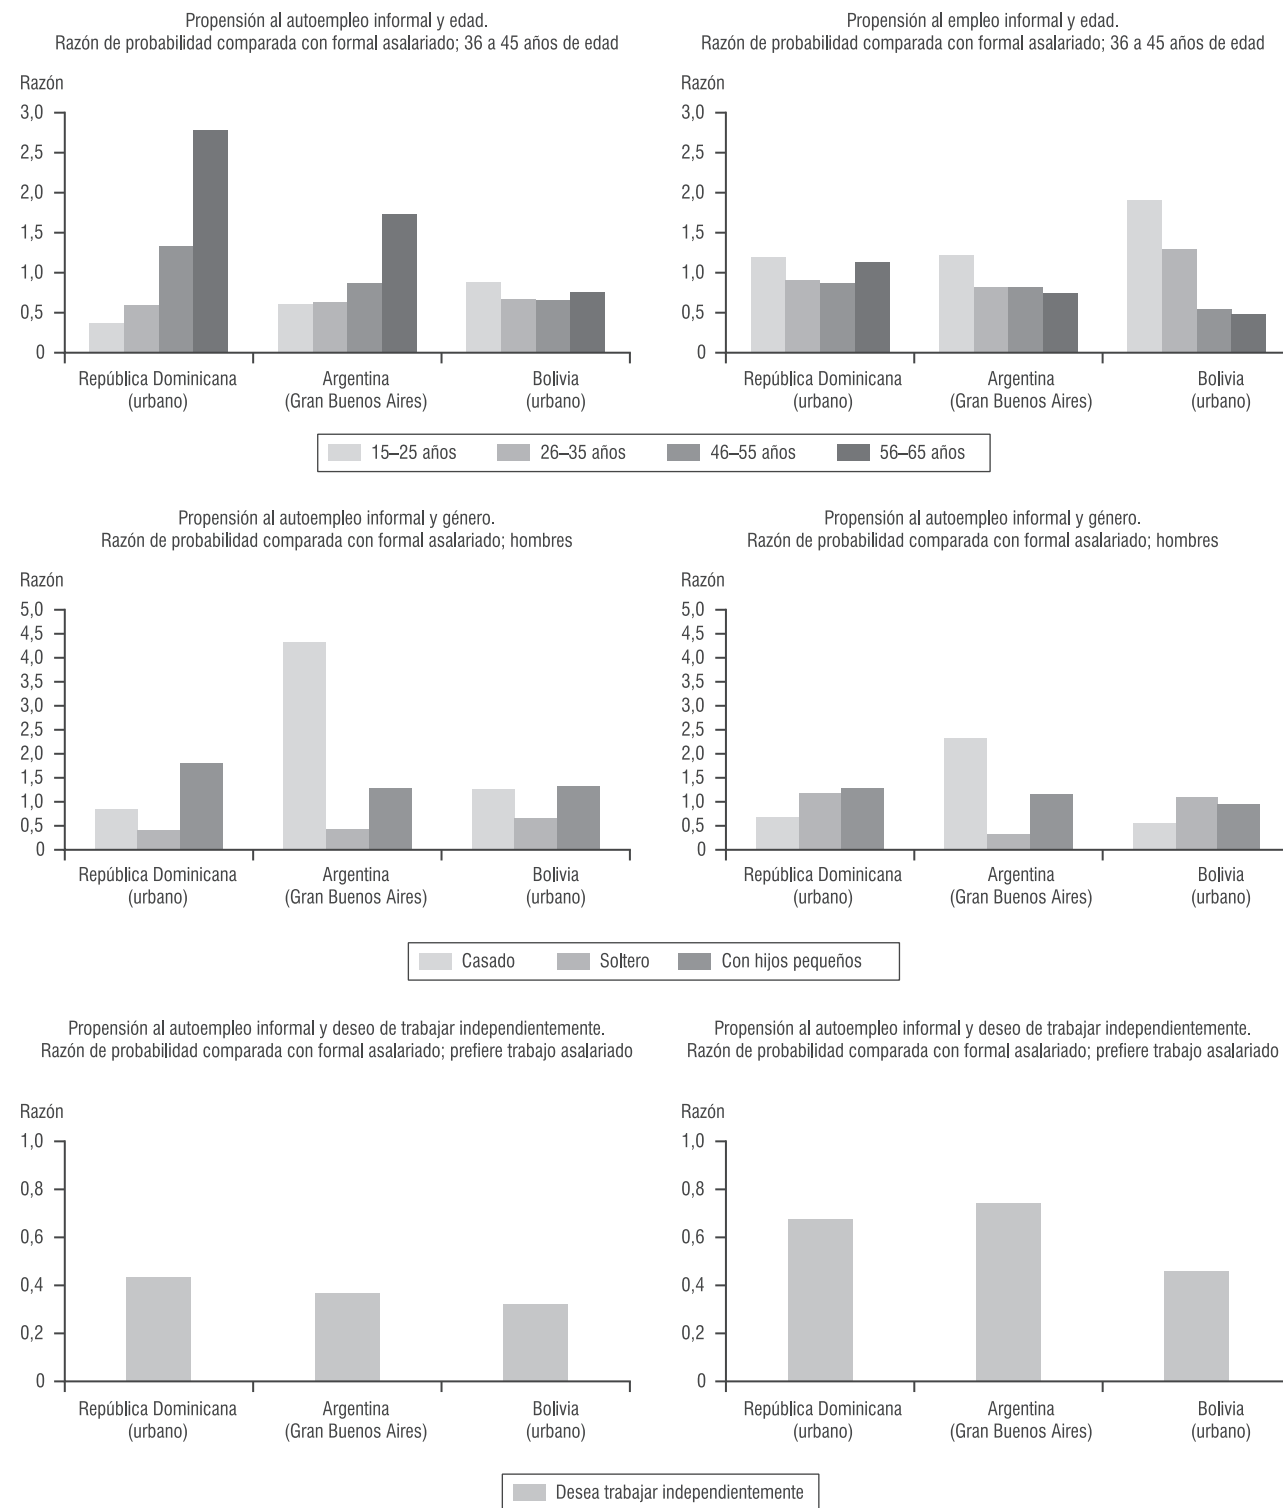 Propensión al autoempleo informal y edad.
Razón de probabilidad comparada con formal asalariado; 36 a 45 años de edad
Razón
3,0
2,5
2,0
1,5
1,0
0,5
0
República Dominicana
(urbano)
Argentina
(Gran Buenos Aires)
Bolivia
(urbano)
Propensión al empleo informal y edad.
Razón de probabilidad comparada con formal asalariado; 36 a 45 años de edad
Razón
3,0
2,5
2,0
1,5
1,0
0,5
0
República Dominicana
(urbano)
Argentina
(Gran Buenos Aires)
Bolivia
(urbano)
15–25 años 26–35 años 46–55 años 56–65 años
Propensión al autoempleo informal y género.
Razón de probabilidad comparada con formal asalariado; hombres
Razón
5,0
4,5
4,0
3,5
3,0
2,5
2,0
1,5
1,0
0,5
0
República Dominicana
(urbano)
Argentina
(Gran Buenos Aires)
Bolivia
(urbano)
Propensión al autoempleo informal y género.
Razón de probabilidad comparada con formal asalariado; hombres
Razón
5,0
4,5
4,0
3,5
3,0
2,5
2,0
1,5
1,0
0,5
0
República Dominicana
(urbano)
Argentina
(Gran Buenos Aires)
Bolivia
(urbano)
Casado Soltero Con hijos pequeños
Propensión al autoempleo informal y deseo de trabajar independientemente.
Razón de probabilidad comparada con formal asalariado; prefiere trabajo asalariado
Razón
1,0
0,8
0,6
0,4
0,2
0
República Dominicana
(urbano)
Argentina
(Gran Buenos Aires)
Bolivia
(urbano)
Propensión al autoempleo informal y deseo de trabajar independientemente.
Razón de probabilidad comparada con formal asalariado; prefiere trabajo asalariado
Razón
1,0
0,8
0,6
0,4
0,2
0
República Dominicana
(urbano)
Argentina
(Gran Buenos Aires)
Bolivia
(urbano)
Desea trabajar independientemente